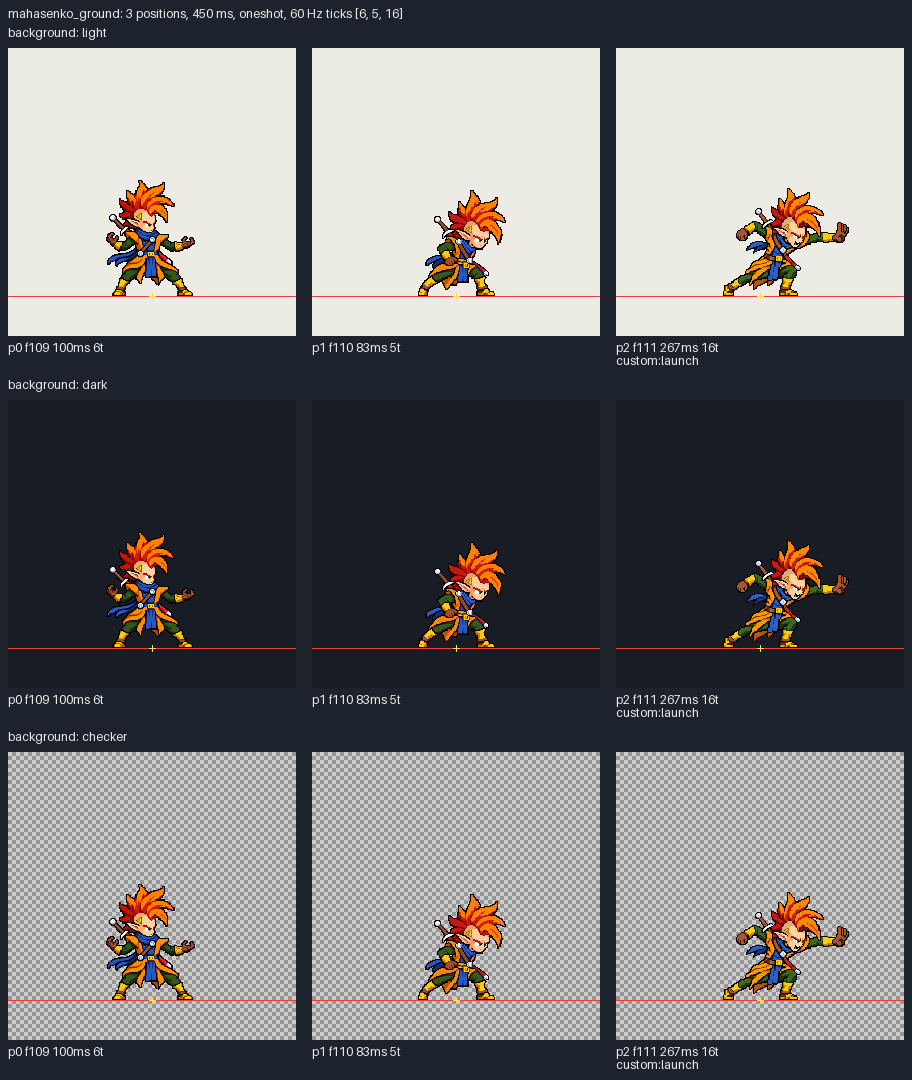 mahasenko_ground: 3 positions, 450 ms, oneshot, 60 Hz ticks [6, 5, 16]
background: light
p0 f109 100ms 6t
p1 f110 83ms 5t
p2 f111 267ms 16t
custom:launch
background: dark
p0 f109 100ms 6t
p1 f110 83ms 5t
p2 f111 267ms 16t
custom:launch
background: checker
p0 f109 100ms 6t
p1 f110 83ms 5t
p2 f111 267ms 16t
custom:launch